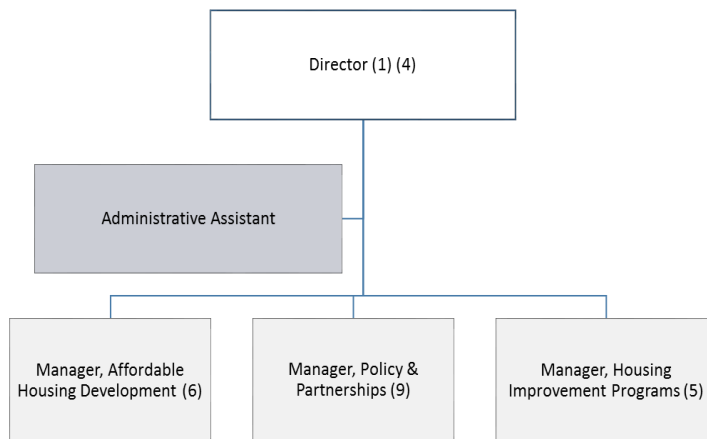 Director (1) (4)
Administrative Assistant
Manager, Affordable
Housing Development (6)
Manager, Policy &
Partnerships (9)
Manager, Housing
Improvement Programs (5)